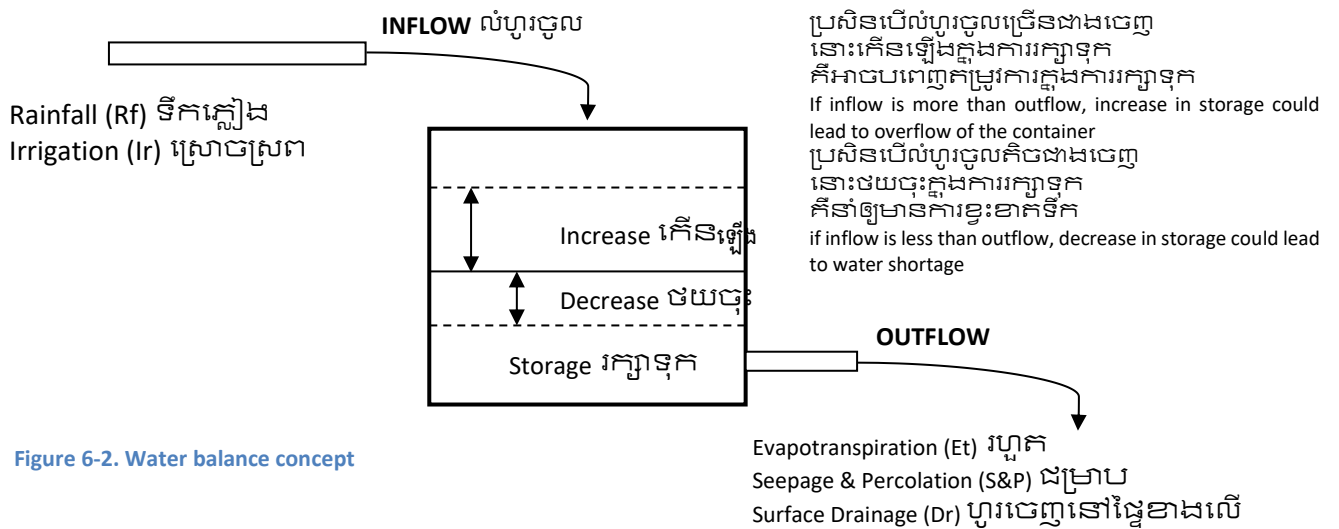 INFLOW លំហូរចូល
Rainfall (Rf) ទឹកភ្លៀង
Irrigation (Ir) ស្រោចស្រព
ប្រសិនបើលំហូរចូលច្រើនជាងចេញ
នោះកើនឡើងក្នុងការរក្សាទុក
គឺអាចបពេញតម្រូវការក្នុងការរក្សាទុក
If inflow is more than outflow, increase in storage could
lead to overflow of the container
ប្រសិនបើលំហូរចូលតិចជាងចេញ
នោះថយចុះក្នុងការរក្សាទុក
គឺនាំឲ្យមានការខ្វះខាតទឹក
if inflow is less than outflow, decrease in storage could lead
to water shortage
Increase កើនឡើង
Decrease ថយចុះ
Storage រក្សាទុក
OUTFLOW
Evapotranspiration (Et) រហួត
Seepage & Percolation (S&P) ជម្រាប
Surface Drainage (Dr) ហូរចេញនៅផ្ទៃខាងលើ
Figure 6-2. Water balance concept